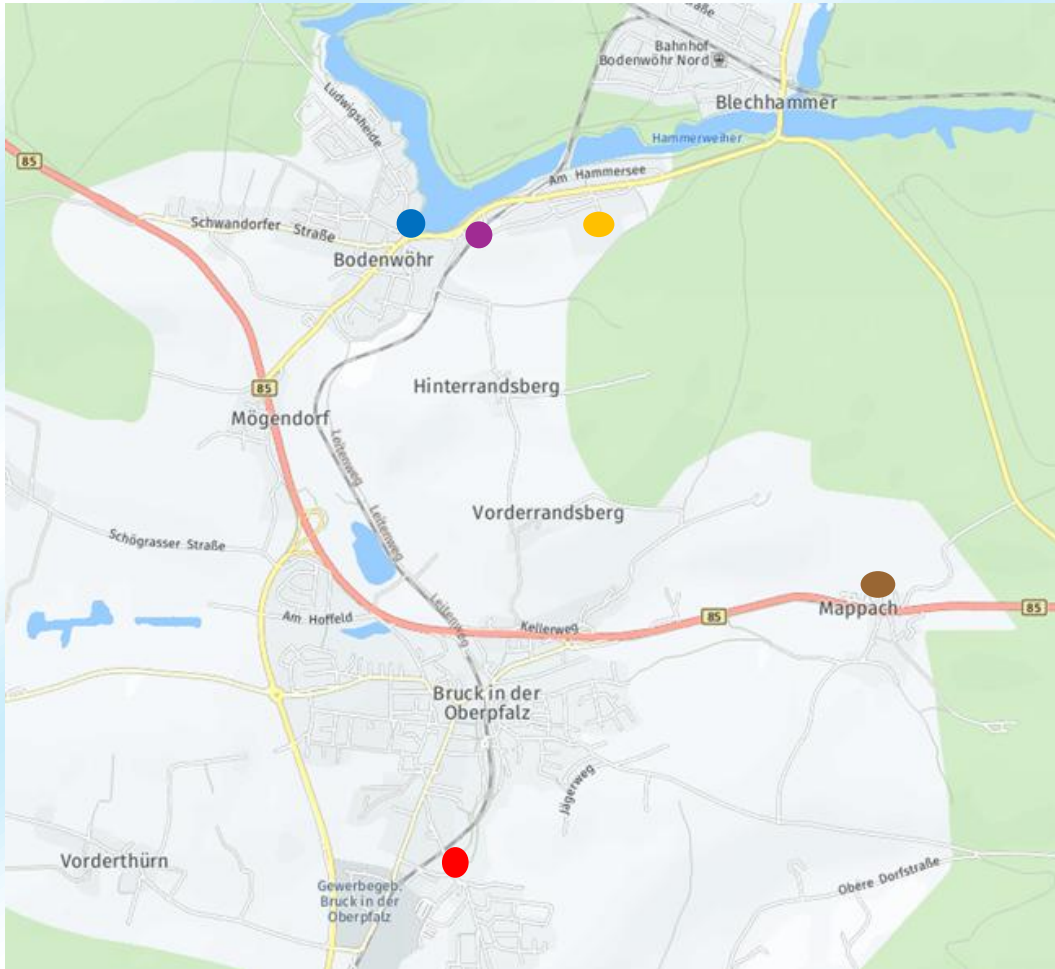 straße
Bahnhof
Bodenwöhr Nord
Blechhammer
Ludwigsheide
Hammerweiher
85
Am Hammersee
Schwandorfer Straße
Bodenwöhr
85
Hinterrandsberg
Mögendorf
Leitenweg
Vorderrandsberg
Leitenweg
Schögrasser Straße
Am Hoffeld
Leitenweg
Kellerweg
85
Mappach
85
Bruck in der
Oberpfalz
Jägerweg
Vorderthürn
Obere Dorfstraße
Gewerbegeb.
Bruck in der
Oberpfalz